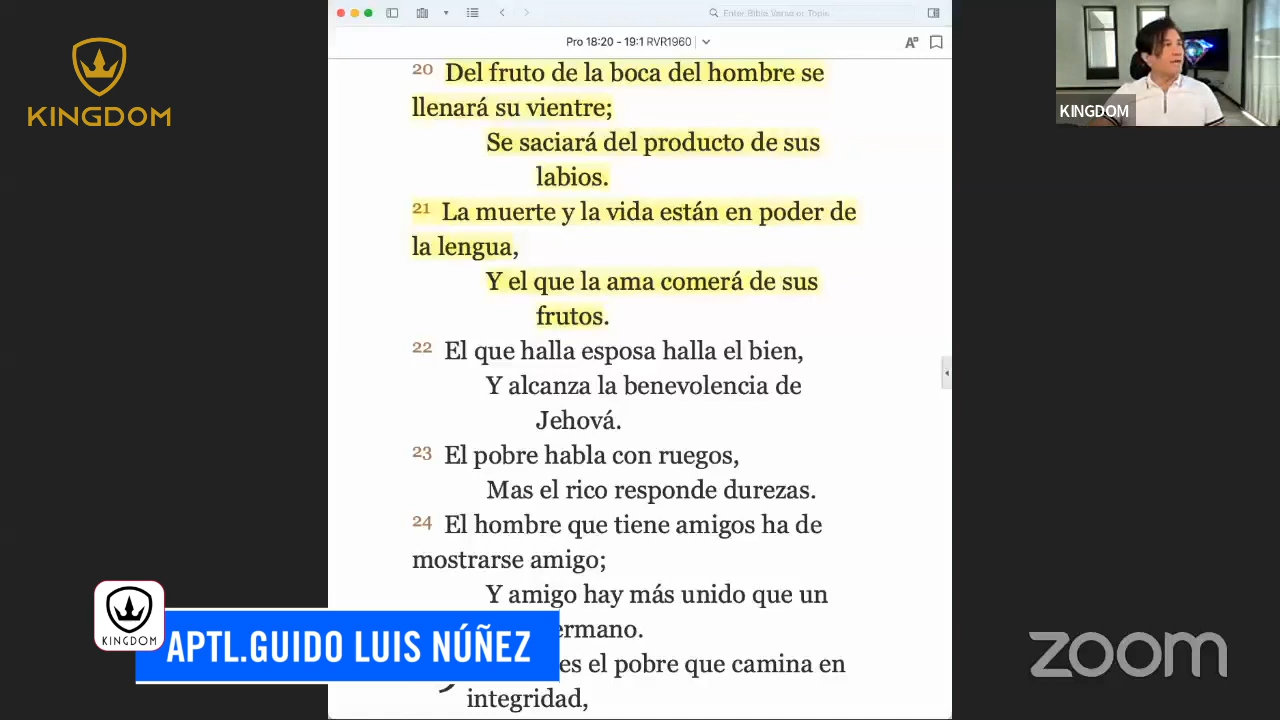 Enter Bible Verse or Topic
Pro 18:20 - 19:1 RVR1960
KINGDOM
KINGDOM
20 Del fruto de la boca del hombre se
llenará su vientre;
Se saciará del producto de sus
labios.
21 La muerte y la vida están en poder de
la lengua,
Y el que la ama comerá de sus
frutos.
22 El que halla esposa halla el bien,
Y alcanza la benevolencia de
Jehová.
23 El pobre habla con ruegos,
Mas el rico responde durezas.
24 El hombre que tiene amigos ha de
mostrarse amigo;
Y amigo hay más unido que un
ermano.
es el pobre que camina en
integridad,
KINGDOM
APTL.GUIDO LUIS NÚÑEZ
zoom